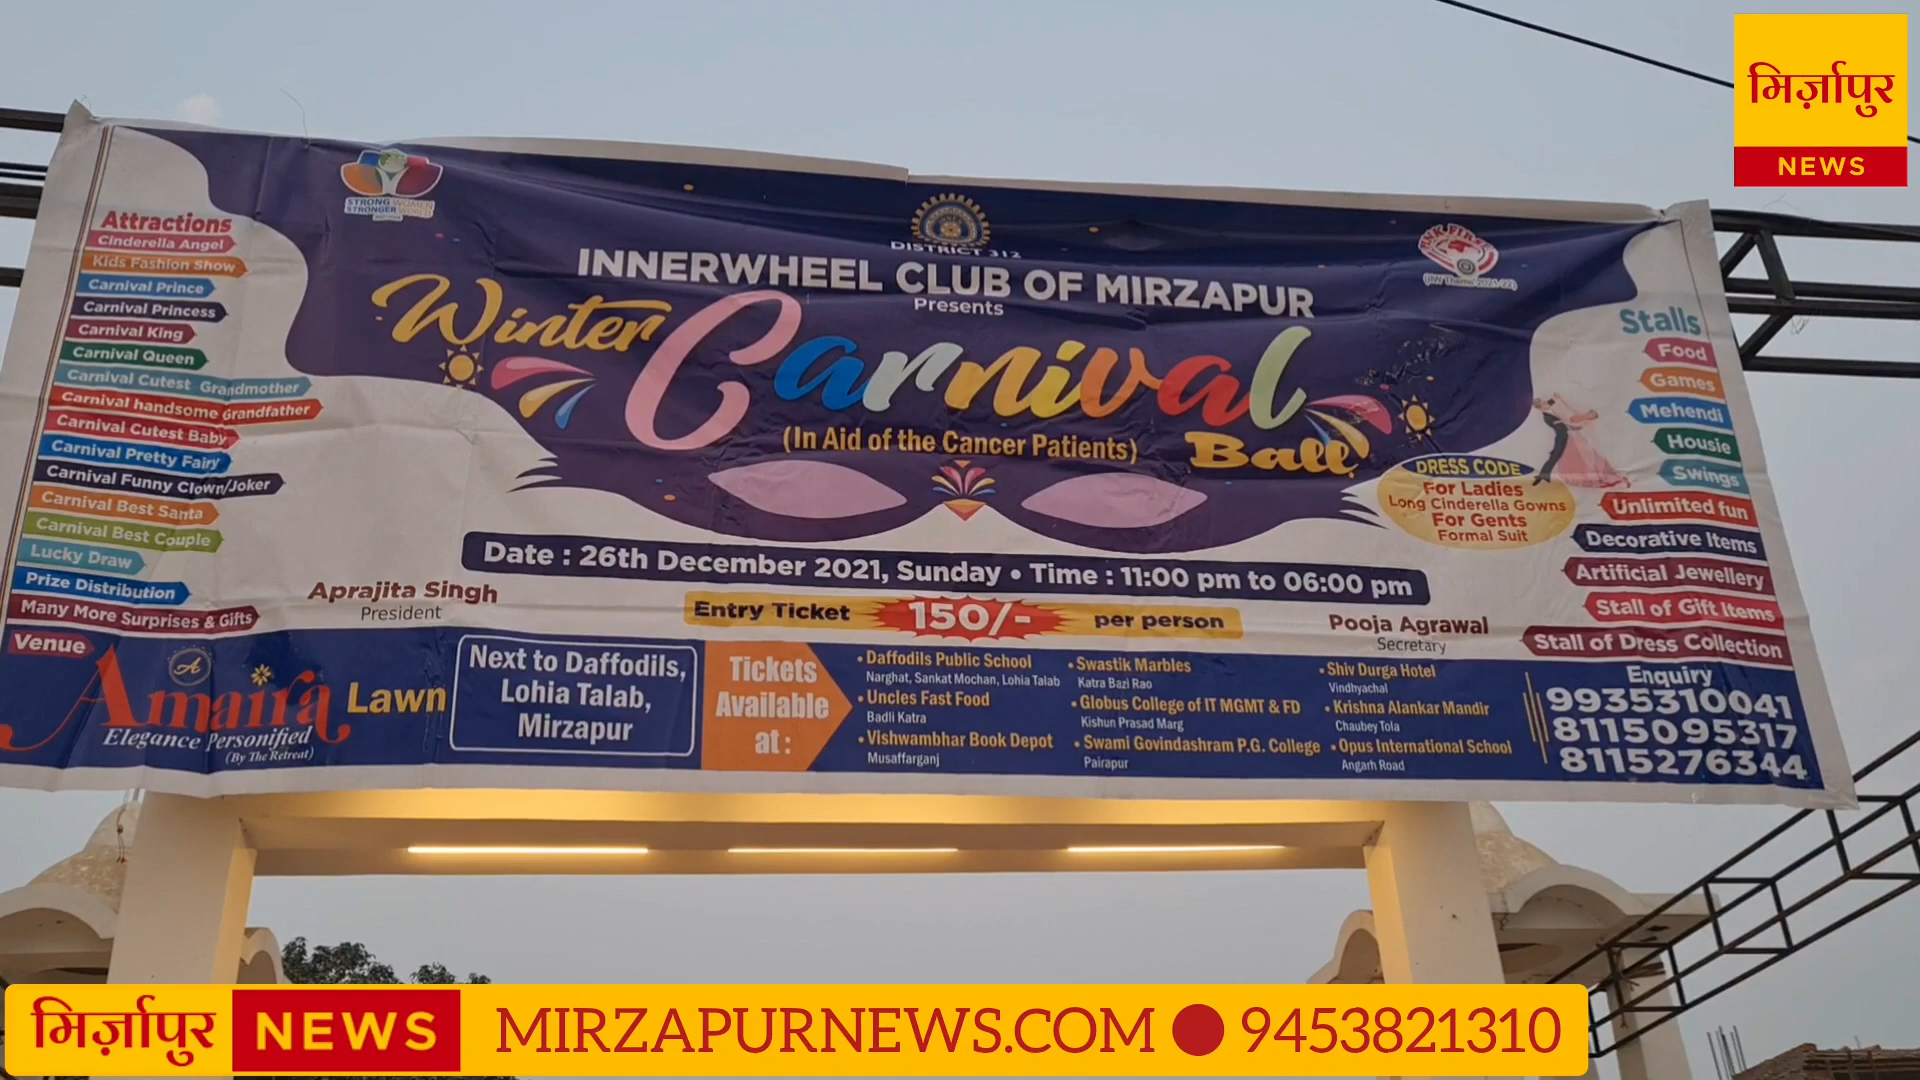 मिर्ज़ापुर
NEWS
STRONG WOMEN
STRONGER WORLD
DISTRICT 312
INNERWHEEL CLUB OF MIRZAPUR
Presents
Winter Carnival
Ball
(In Aid of the Cancer Patients)
Attractions
Cinderella Angel
Kids Fashion Show
Carnival Prince
Carnival Princess
Carnival King
Carnival Queen
Carnival Cutest Grandmother
Carnival handsome Grandfather
Carnival Cutest Baby
Carnival Pretty Fairy
Carnival Funny Clown/Joker
Carnival Best Santa
Carnival Best Couple
Lucky Draw
Prize Distribution
Many More Surprises & Gifts
Stalls
Food
Games
Mehendi
Housie
Swings
Unlimited fun
Decorative Items
Artificial Jewellery
Stall of Gift Items
Stall of Dress Collection
DRESS CODE
For Ladies
Long Cinderella Gowns
For Gents
Formal Suit
Date : 26th December 2021, Sunday • Time : 11:00 pm to 06:00 pm
Aprajita Singh
President
Entry Ticket 150/- per person
Pooja Agrawal
Secretary
Venue
A
Amaira Lawn
Elegance Personified
(By The Retreat)
Next to Daffodils,
Lohia Talab,
Mirzapur
Tickets
Available
at :
• Daffodils Public School
Narghat, Sankat Mochan, Lohia Talab
• Uncles Fast Food
Badli Katra
• Vishwambhar Book Depot
Musaffarganj
• Swastik Marbles
Katra Bazi Rao
• Globus College of IT MGMT & FD
Kishun Prasad Marg
• Swami Govindashram P.G. College
Pairapur
• Shiv Durga Hotel
Vindhyachal
• Krishna Alankar Mandir
Chaubey Tola
• Opus International School
Angarh Road
Enquiry
9935310041
8115095317
8115276344
मिर्ज़ापुर NEWS MIRZAPURNEWS.COM ● 9453821310